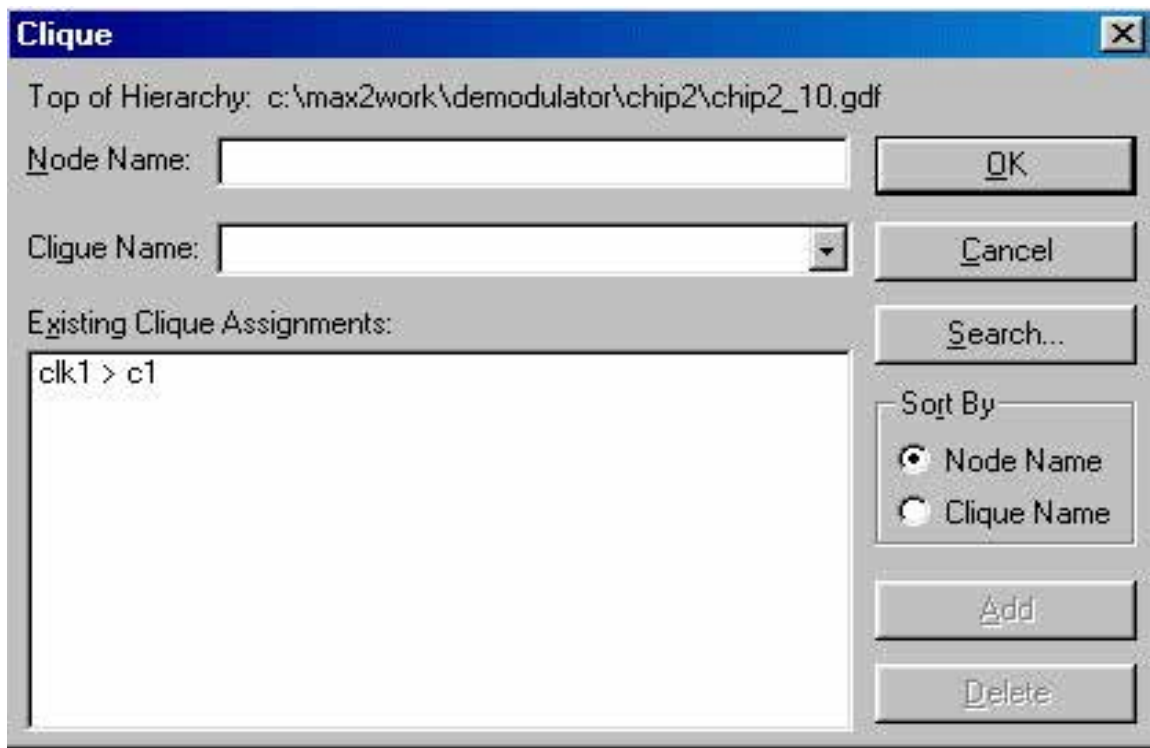 Clique
Top of Hierarchy: c:\max2work\demodulator\chip2\chip2_10.gdf
Node Name:
OK
Cligue Name:
Cancel
Existing Clique Assignments:
Search...
clk1 > c1
Sort By
Node Name
Clique Name
Add
Delete